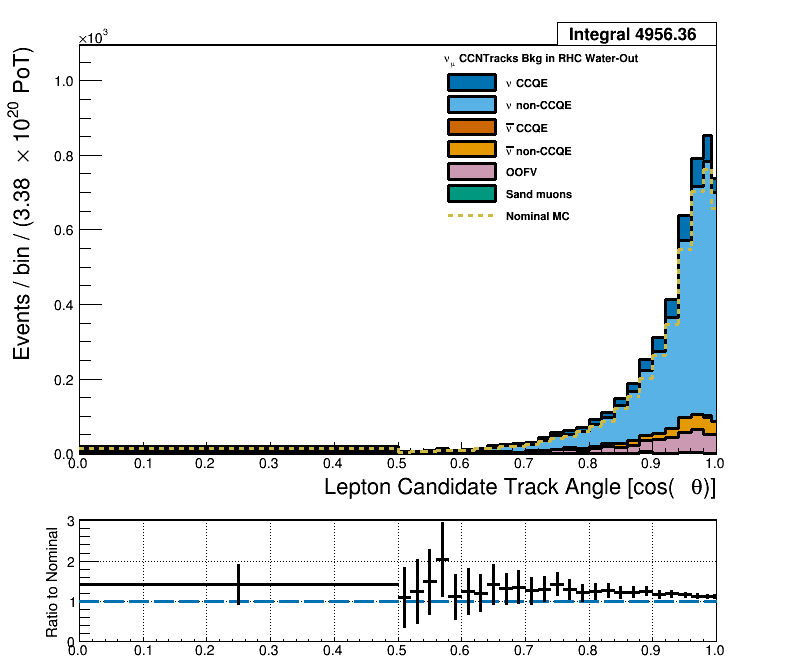 ×10³
Integral 4956.36
ν_μ CCNTracks Bkg in RHC Water-Out
ν CCQE
ν non-CCQE
ν̅ CCQE
ν̅ non-CCQE
OOFV
Sand muons
Nominal MC
Events / bin / (3.38 × 10²⁰ PoT)
1.0
0.8
0.6
0.4
0.2
0.0
0.0 0.1 0.2 0.3 0.4 0.5 0.6 0.7 0.8 0.9 1.0
Lepton Candidate Track Angle [cos( θ)]
Ratio to Nominal
3
2
1
0
0.0 0.1 0.2 0.3 0.4 0.5 0.6 0.7 0.8 0.9 1.0